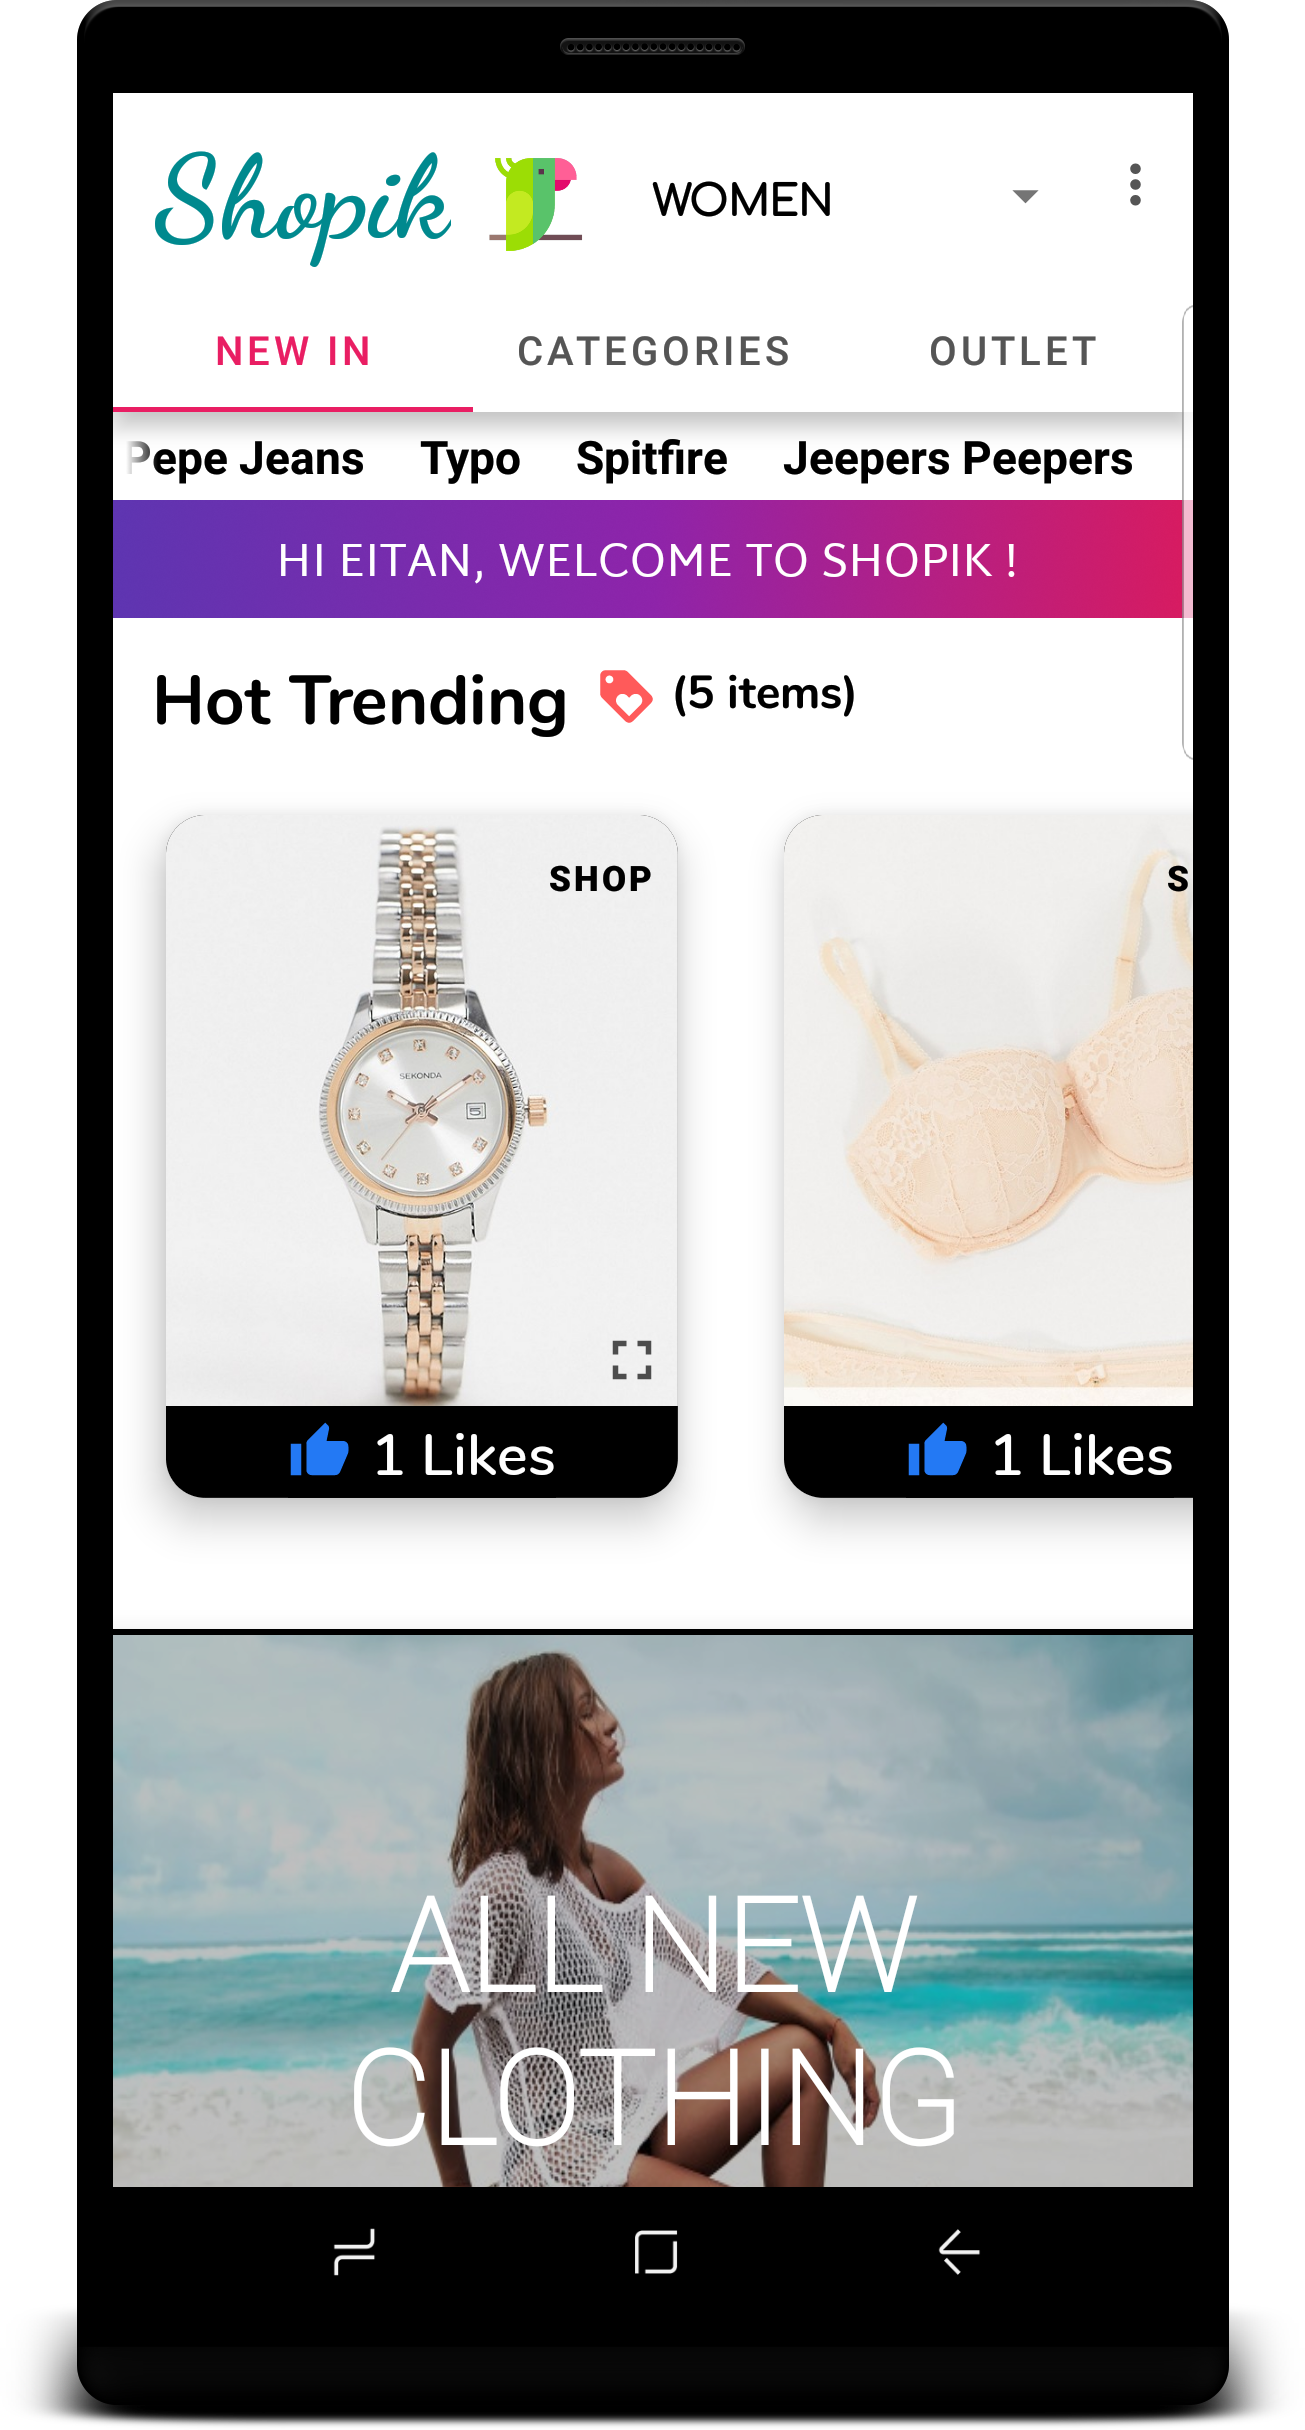 Shopik WOMEN
NEW IN CATEGORIES OUTLET
Pepe Jeans Typo Spitfire Jeepers Peepers
HI EITAN, WELCOME TO SHOPIK !
Hot Trending (5 items)
SHOP
S
SEKONDA
5
1 Likes
1 Likes
ALL NEW
CLOTHING